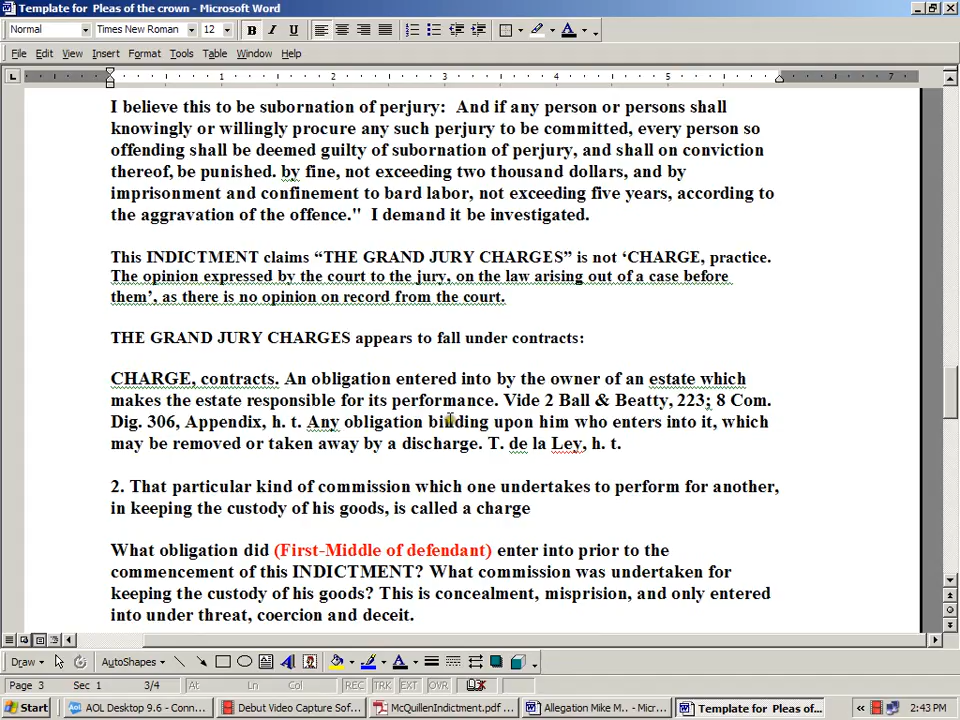 Template for Pleas of the crown - Microsoft Word
Normal Times New Roman 12 B I U
File Edit View Insert Format Tools Table Window Help
L 1 2 3 4 5 6 7
I believe this to be subornation of perjury: And if any person or persons shall
knowingly or willingly procure any such perjury to be committed, every person so
offending shall be deemed guilty of subornation of perjury, and shall on conviction
thereof, be punished. by fine, not exceeding two thousand dollars, and by
imprisonment and confinement to bard labor, not exceeding five years, according to
the aggravation of the offence." I demand it be investigated.
This INDICTMENT claims “THE GRAND JURY CHARGES” is not ‘CHARGE, practice.
The opinion expressed by the court to the jury, on the law arising out of a case before
them’, as there is no opinion on record from the court.
THE GRAND JURY CHARGES appears to fall under contracts:
CHARGE, contracts. An obligation entered into by the owner of an estate which
makes the estate responsible for its performance. Vide 2 Ball & Beatty, 223; 8 Com.
Dig. 306, Appendix, h. t. Any obligation building upon him who enters into it, which
may be removed or taken away by a discharge. T. de la Ley, h. t.
2. That particular kind of commission which one undertakes to perform for another,
in keeping the custody of his goods, is called a charge
What obligation did (First-Middle of defendant) enter into prior to the
commencement of this INDICTMENT? What commission was undertaken for
keeping the custody of his goods? This is concealment, misprision, and only entered
into under threat, coercion and deceit.
Draw AutoShapes
Page 3 Sec 1 3/4 At Ln Col REC TRK EXT OVR
Start AOL Desktop 9.6 - Conn... Debut Video Capture Sof... McQuillenIndictment.pdf ... Allegation Mike M.. - Micr... Template for Pleas of... « 2:43 PM